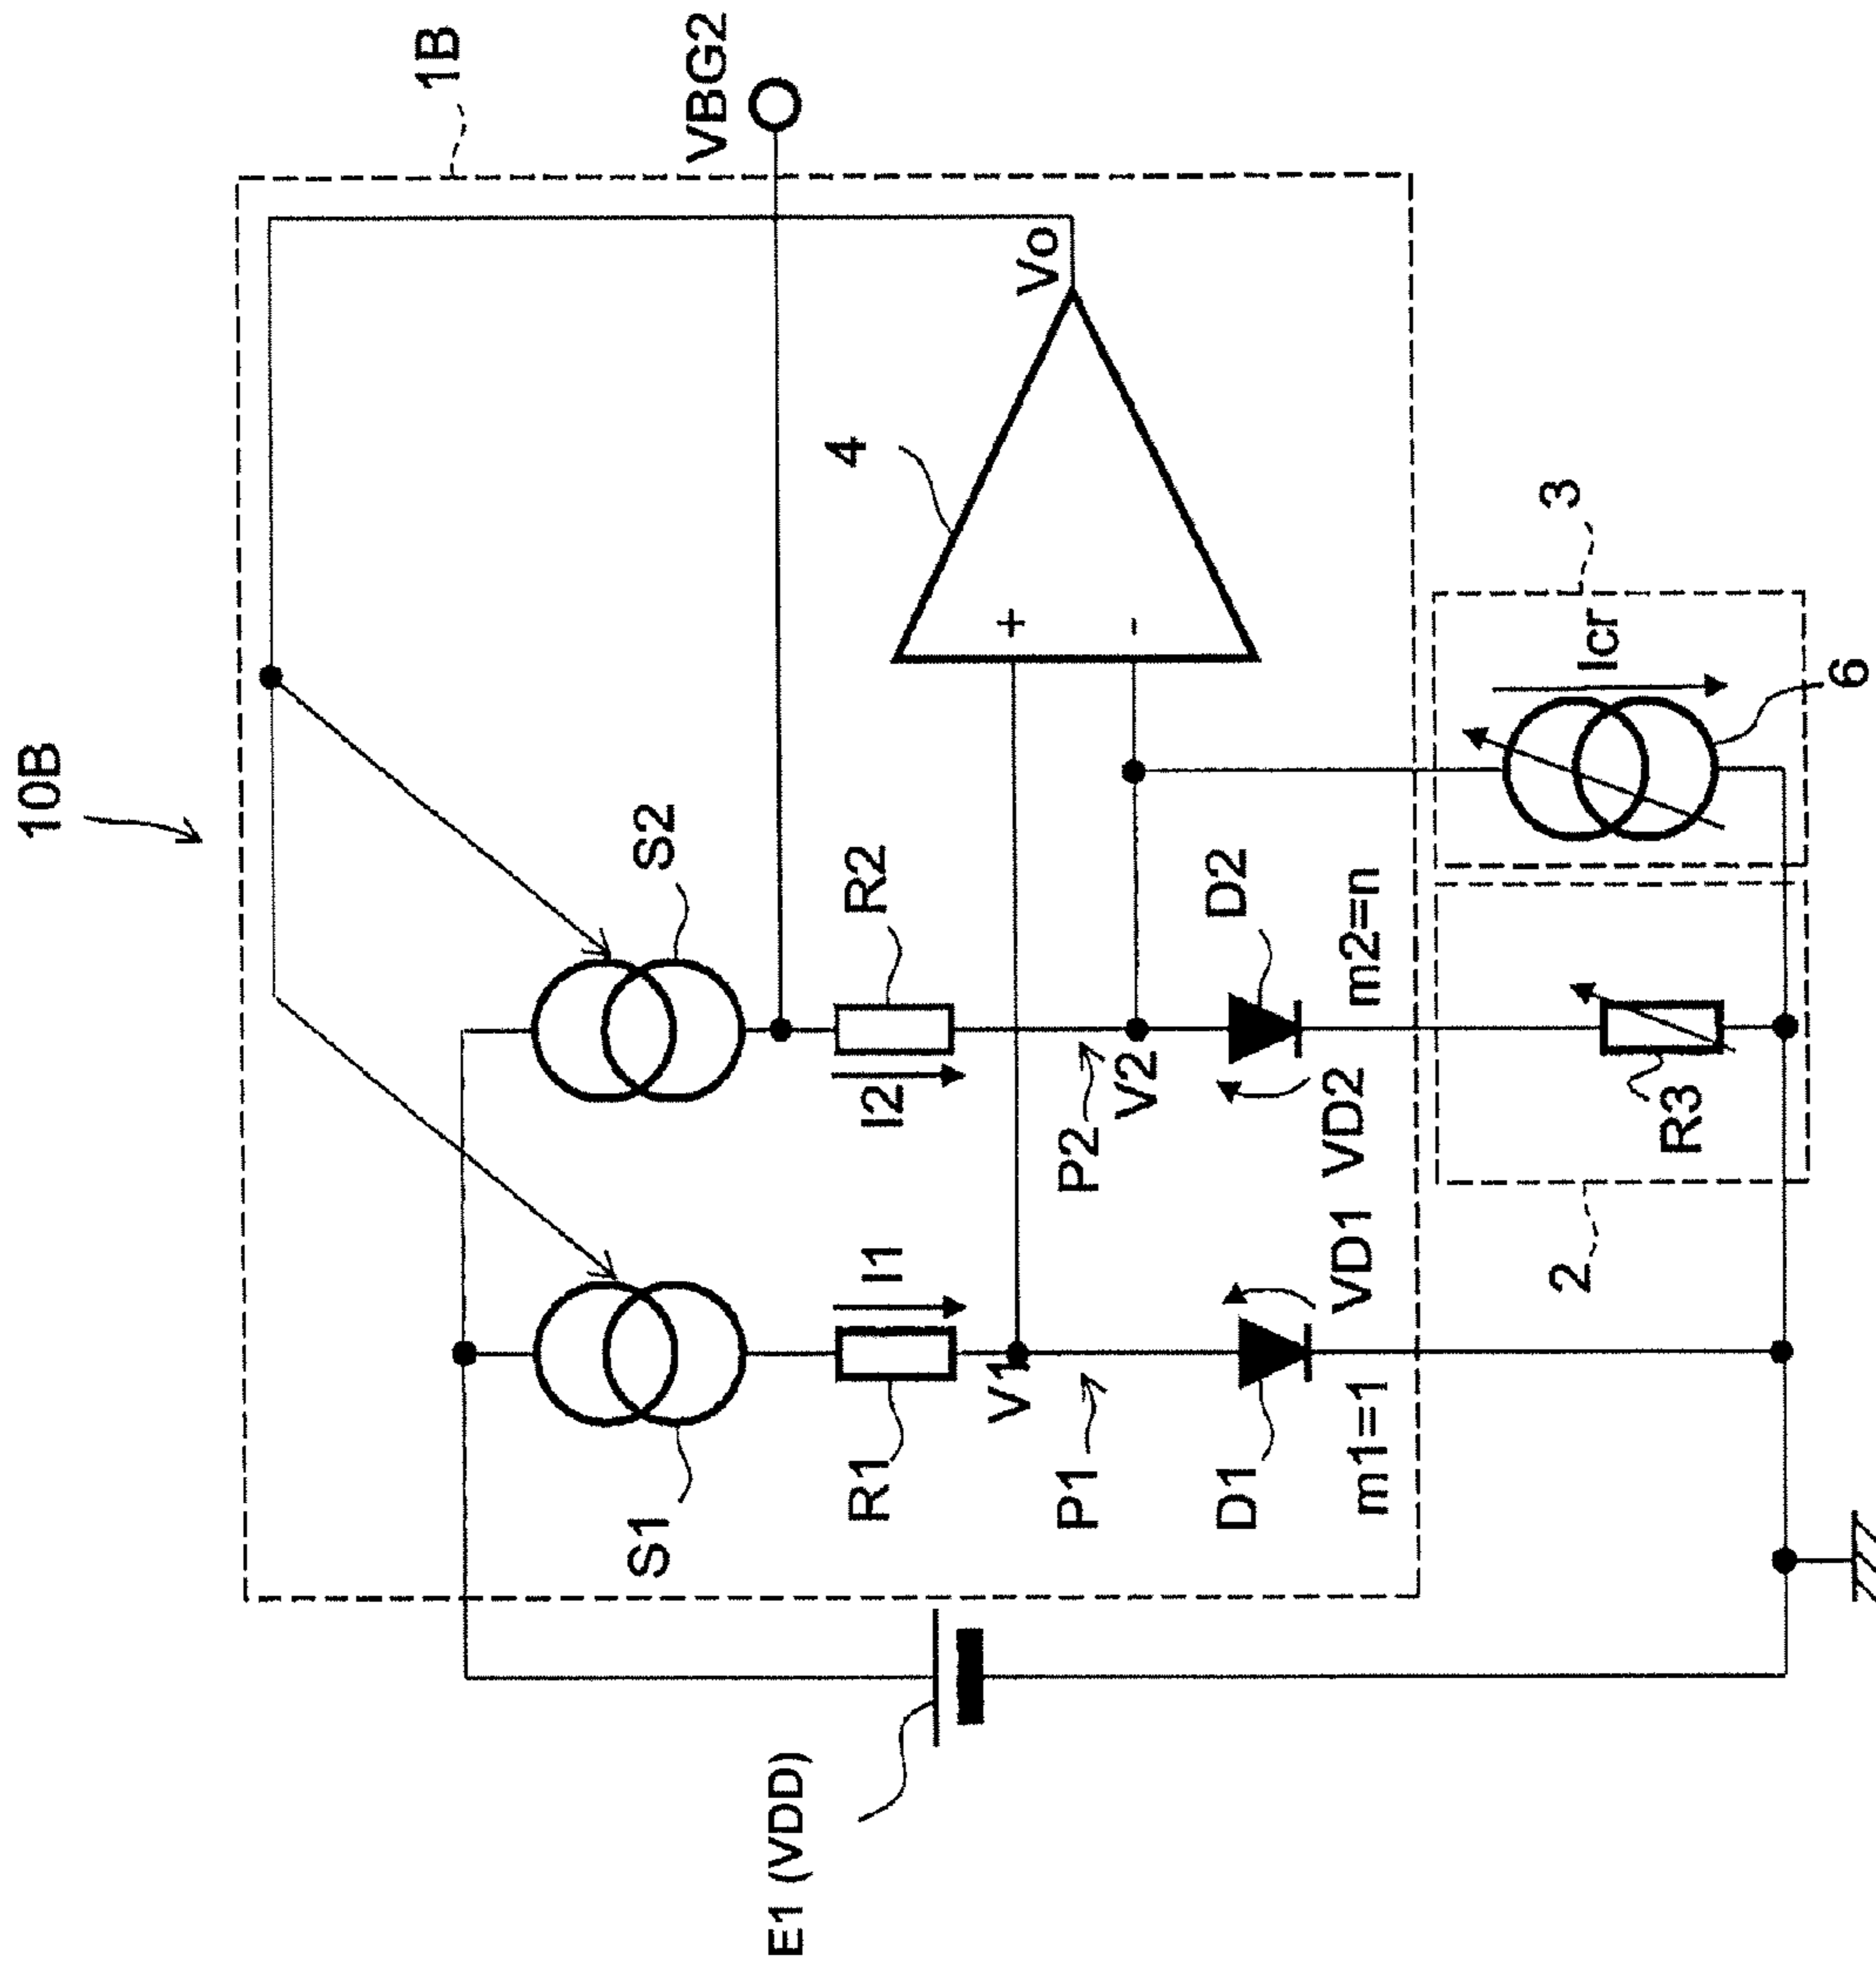 10B
1B
VBG2
Vo
4
S2
R2
I2
+
-
3
Icr
6
D2
m2=n
P2
V2
VD2
R3
2
S1
R1
I1
V1
P1
D1
VD1
m1=1
E1 (VDD)